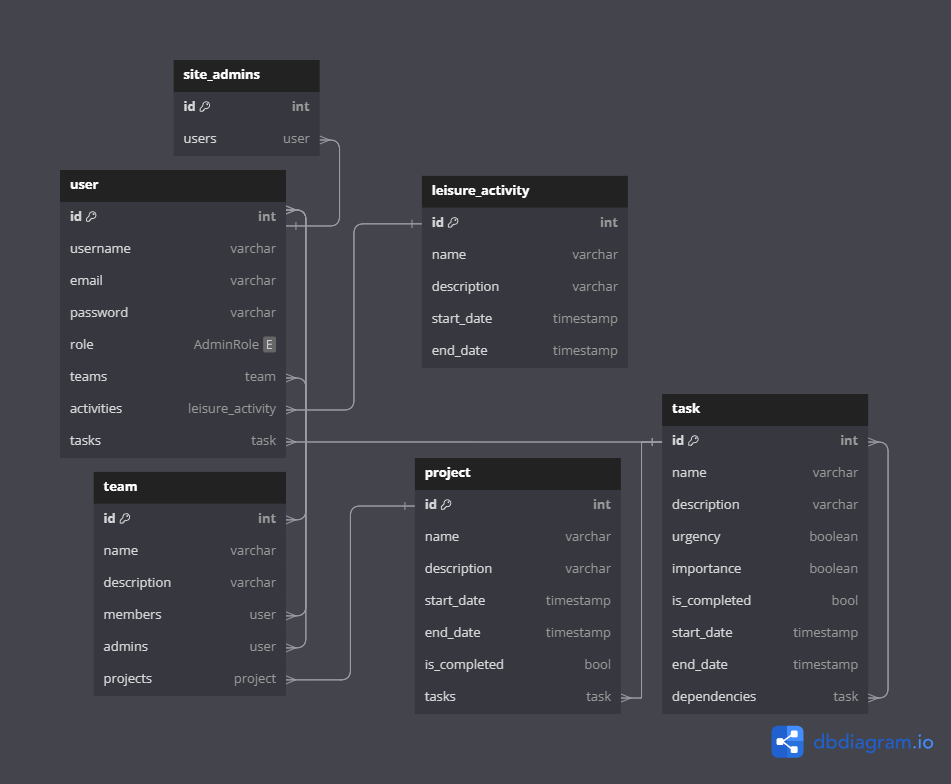 site_admins
id int
users user
user
id int
username varchar
email varchar
password varchar
role AdminRole E
teams team
activities leisure_activity
tasks task
leisure_activity
id int
name varchar
description varchar
start_date timestamp
end_date timestamp
team
id int
name varchar
description varchar
members user
admins user
projects project
project
id int
name varchar
description varchar
start_date timestamp
end_date timestamp
is_completed bool
tasks task
task
id int
name varchar
description varchar
urgency boolean
importance boolean
is_completed bool
start_date timestamp
end_date timestamp
dependencies task
dbdiagram.io